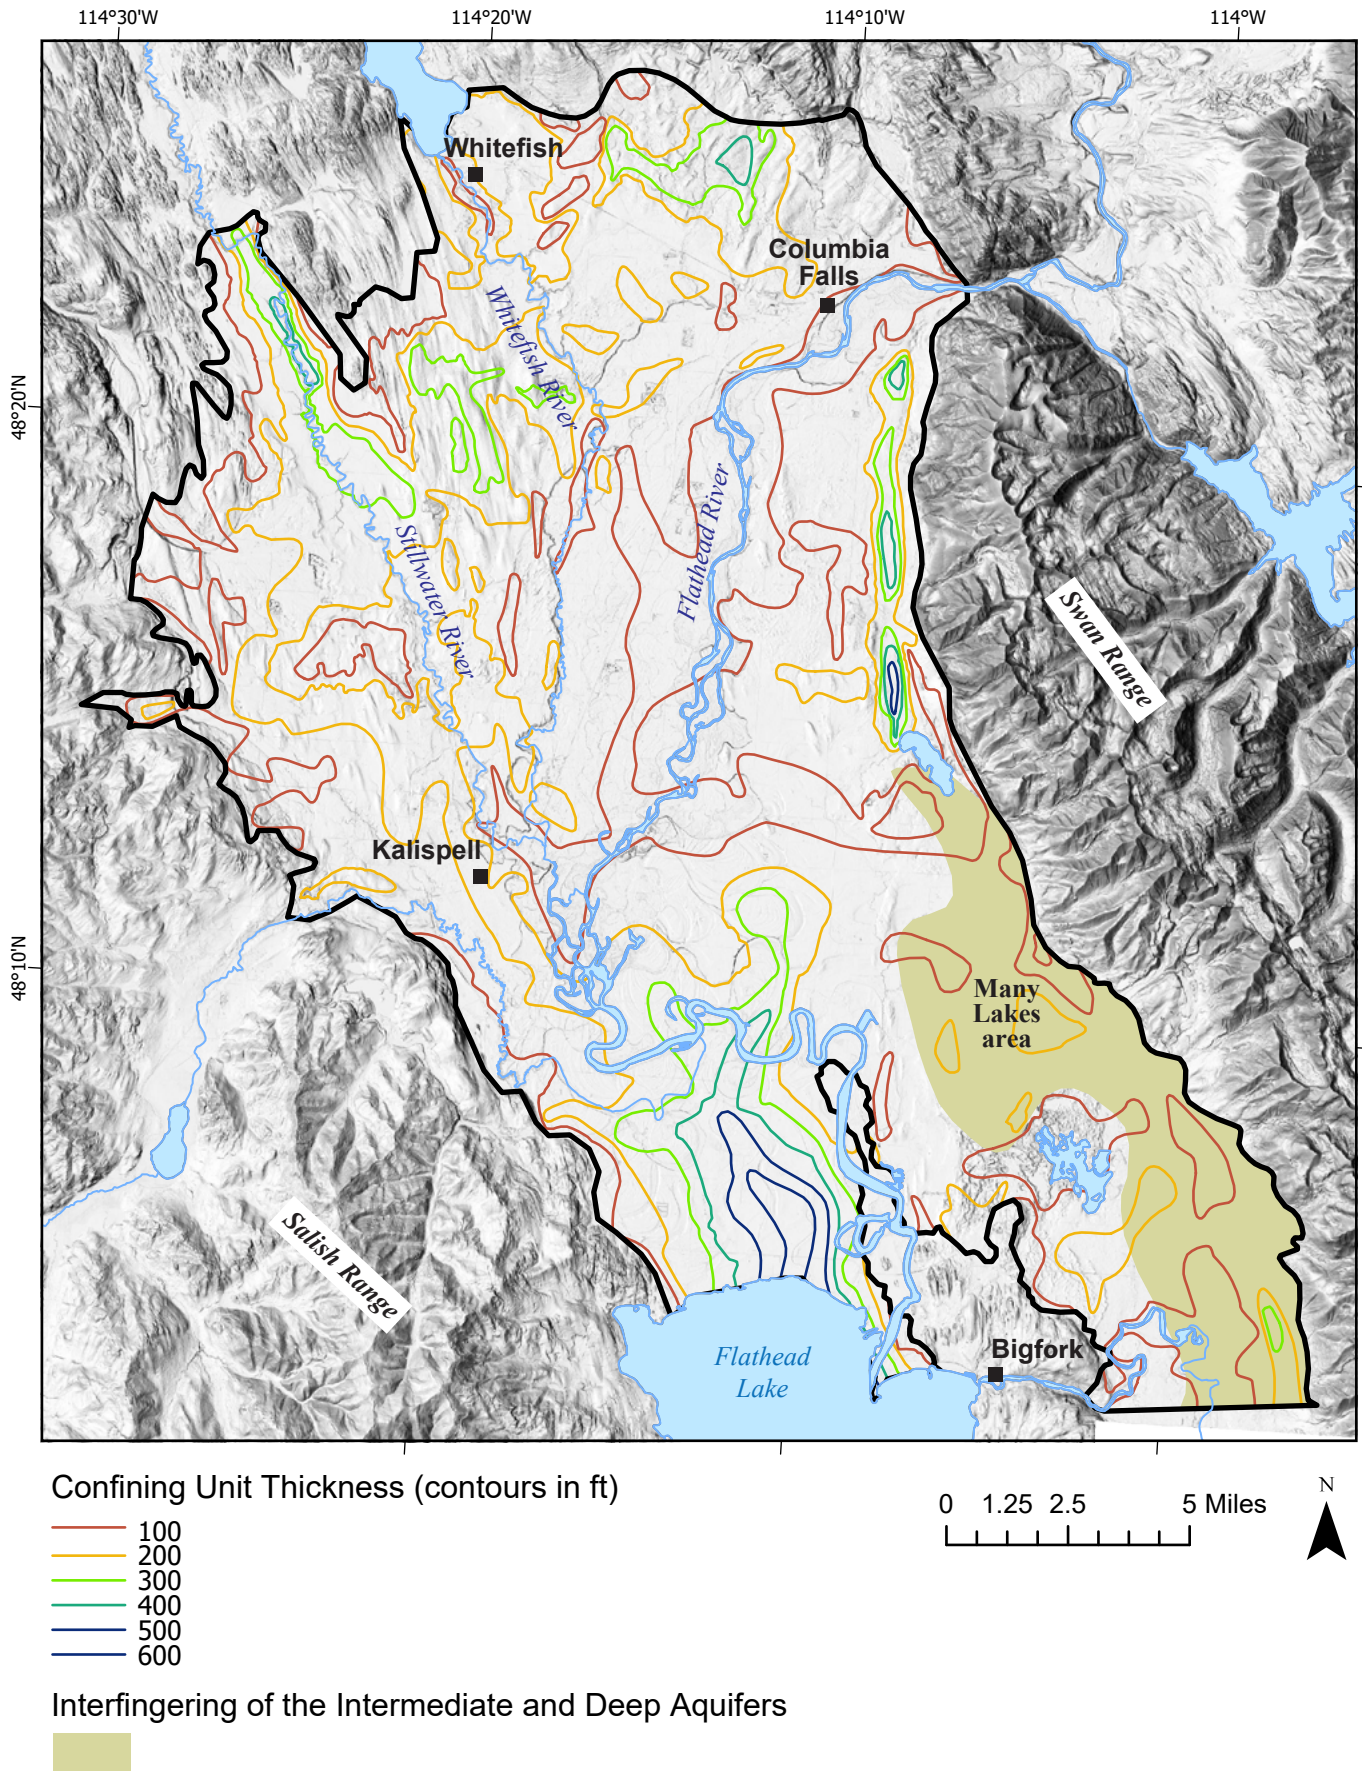 114°30'W
114°20'W
114°10'W
114°W
Whitefish
Columbia
Falls
Whitefish River
48°20'N
Flathead River
Stillwater River
Swan Range
Kalispell
48°10'N
Many
Lakes
area
Salish Range
Bigfork
Flathead
Lake
Confining Unit Thickness (contours in ft)
100
200
300
400
500
600
0 1.25 2.5 5 Miles
N
Interfingering of the Intermediate and Deep Aquifers